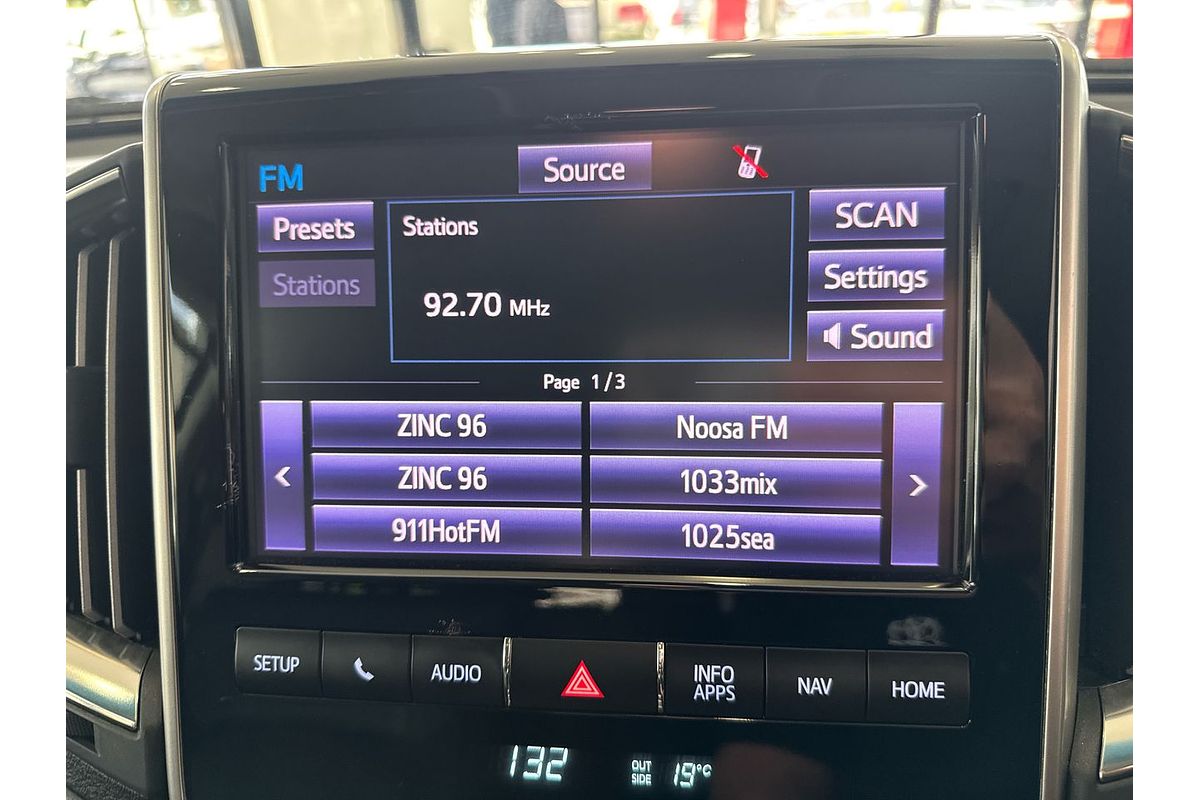 FM
Source
Presets
Stations
Stations
92.70 MHz
SCAN
Settings
Sound
Page 1/3
<
ZINC 96
Noosa FM
ZINC 96
1033mix
911HotFM
1025sea
>
SETUP
AUDIO
INFO
APPS
NAV
HOME
132
OUT
SIDE
19°C